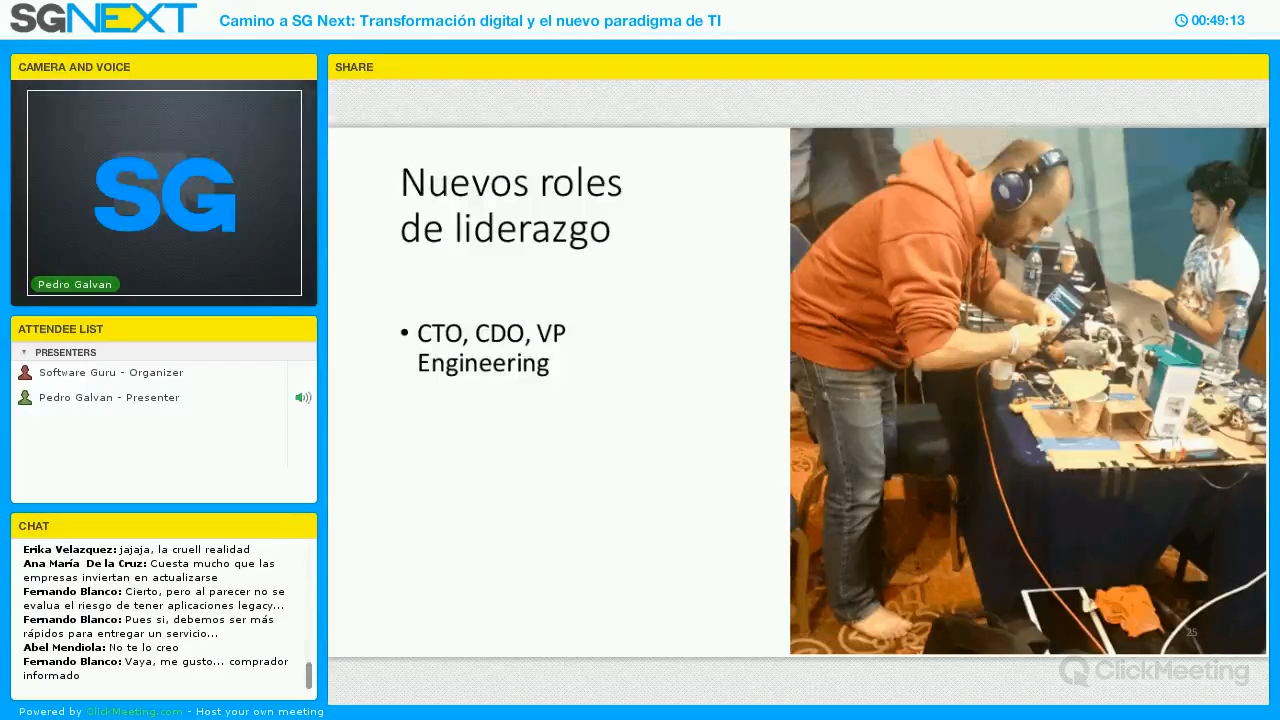 SGNEXT
Camino a SG Next: Transformación digital y el nuevo paradigma de TI
00:49:13
CAMERA AND VOICE
SG
Pedro Galvan
ATTENDEE LIST
PRESENTERS
Software Guru - Organizer
Pedro Galvan - Presenter
CHAT
Erika Velazquez: jajaja, la cruell realidad
Ana María De la Cruz: Cuesta mucho que las
empresas inviertan en actualizarse
Fernando Blanco: Cierto, pero al parecer no se
evalua el riesgo de tener aplicaciones legacy...
Fernando Blanco: Pues si, debemos ser más
rápidos para entregar un servicio...
Abel Mendiola: No te lo creo
Fernando Blanco: Vaya, me gusto... comprador
informado
SHARE
Nuevos roles
de liderazgo
• CTO, CDO, VP
Engineering
25
ClickMeeting
Powered by ClickMeeting.com - Host your own meeting